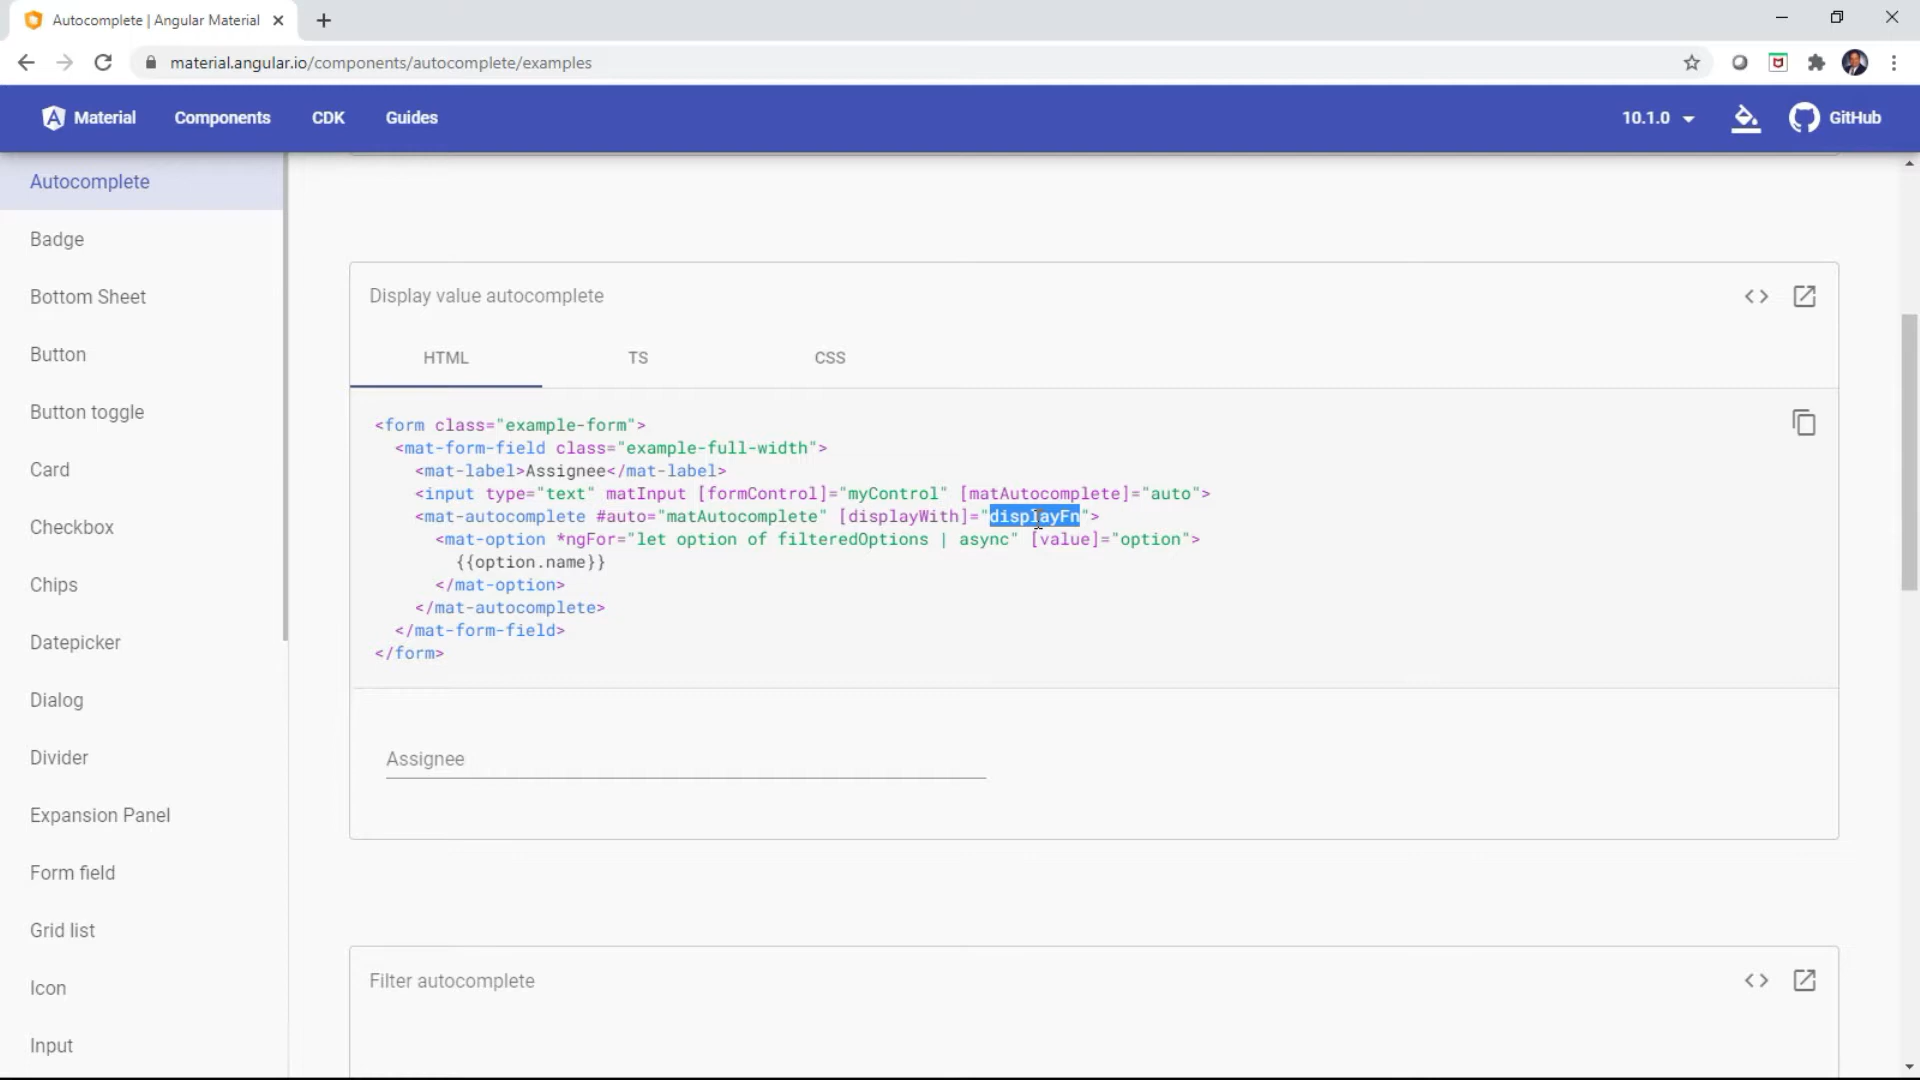 Autocomplete | Angular Material
material.angular.io/components/autocomplete/examples
Material Components CDK Guides 10.1.0 GitHub
Autocomplete
Badge
Bottom Sheet
Button
Button toggle
Card
Checkbox
Chips
Datepicker
Dialog
Divider
Expansion Panel
Form field
Grid list
Icon
Input
Display value autocomplete
HTML TS CSS
<form class="example-form">
<mat-form-field class="example-full-width">
<mat-label>Assignee</mat-label>
<input type="text" matInput [formControl]="myControl" [matAutocomplete]="auto">
<mat-autocomplete #auto="matAutocomplete" [displayWith]="displayFn">
<mat-option *ngFor="let option of filteredOptions | async" [value]="option">
{{option.name}}
</mat-option>
</mat-autocomplete>
</mat-form-field>
</form>
Assignee
Filter autocomplete